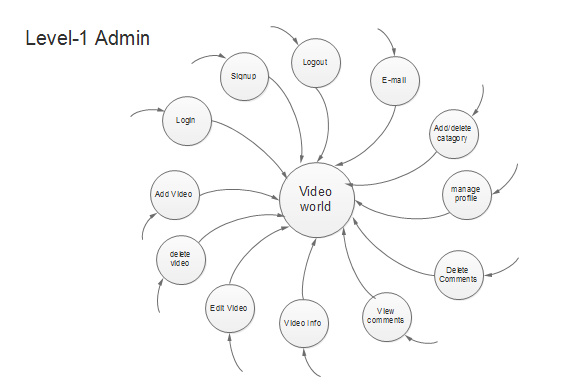 Level-1 Admin
Logout
Signup
E-mail
Login
Add/delete
catagory
Add Video
Video
world
manage
profile
delete
video
Delete
Comments
Edit Video
Video Info
View
comments